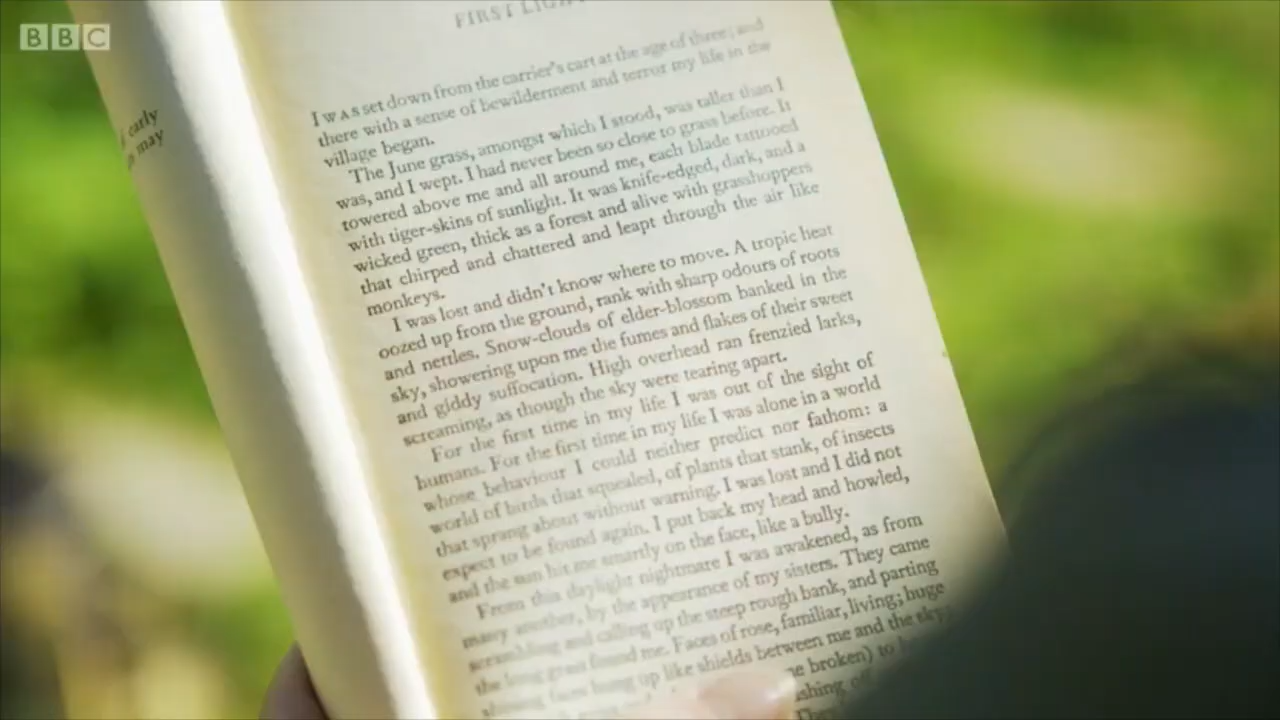 BBC
early
may
FIRST LIGHT
I WAS set down from the carrier's cart at the age of three; and
there with a sense of bewilderment and terror my life in the
village began.
The June grass, amongst which I stood, was taller than I
was, and I wept. I had never been so close to grass before. It
towered above me and all around me, each blade tattooed
with tiger-skins of sunlight. It was knife-edged, dark, and a
wicked green, thick as a forest and alive with grasshoppers
that chirped and chattered and leapt through the air like
monkeys.
I was lost and didn't know where to move. A tropic heat
oozed up from the ground, rank with sharp odours of roots
and nettles. Snow-clouds of elder-blossom banked in the
sky, showering upon me the fumes and flakes of their sweet
and giddy suffocation. High overhead ran frenzied larks,
screaming, as though the sky were tearing apart.
For the first time in my life I was out of the sight of
humans. For the first time in my life I was alone in a world
whose behaviour I could neither predict nor fathom: a
world of birds that squealed, of plants that stank, of insects
that sprang about without warning. I was lost and I did not
expect to be found again. I put back my head and howled,
and the sun hit me smartly on the face, like a bully.
From this daylight nightmare I was awakened, as from
many another, by the appearance of my sisters. They came
scrambling and calling up the steep rough bank, and parting
the long grass found me. Faces of rose, familiar, living; huge
shining faces hung up like shields between me and the sky;
broken) to